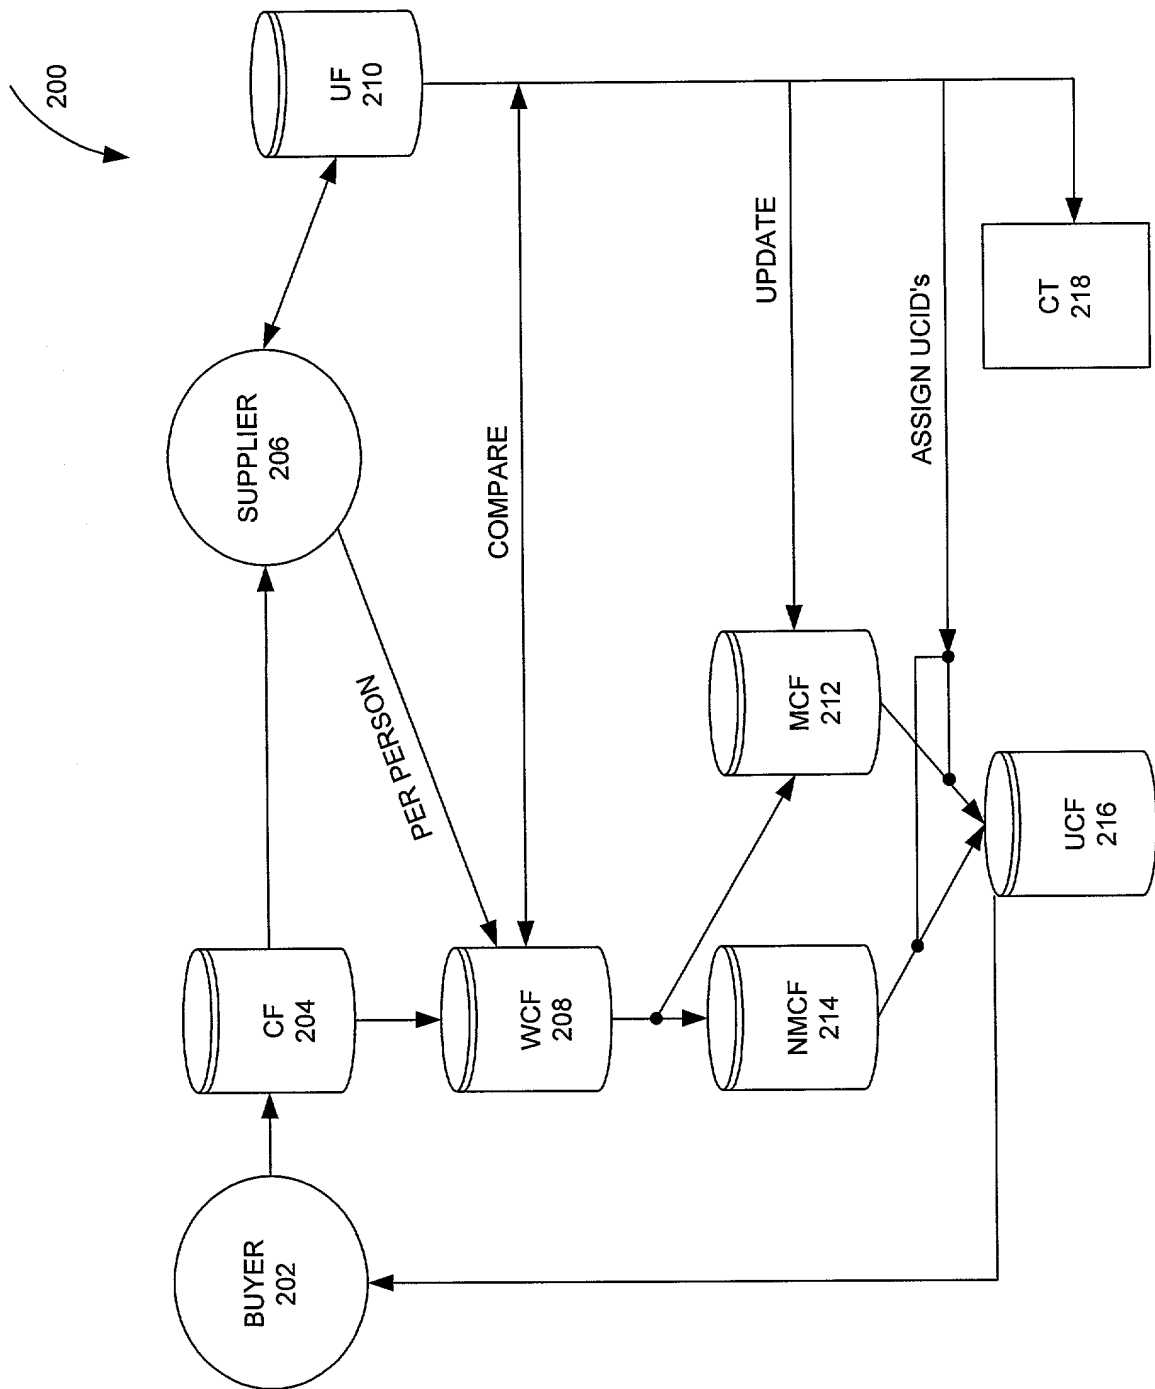 200
BUYER
202
CF
204
SUPPLIER
206
UF
210
PER PERSON
WCF
208
COMPARE
NMCF
214
MCF
212
UPDATE
ASSIGN UCID's
UCF
216
CT
218